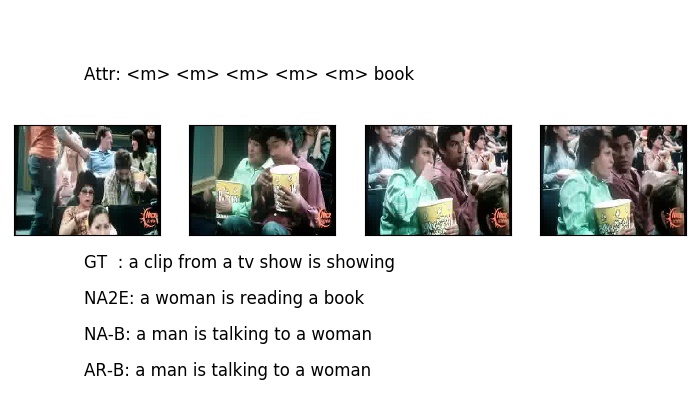 Attr: <m> <m> <m> <m> <m> book
GT  : a clip from a tv show is showing
NA2E: a woman is reading a book
NA-B: a man is talking to a woman
AR-B: a man is talking to a woman